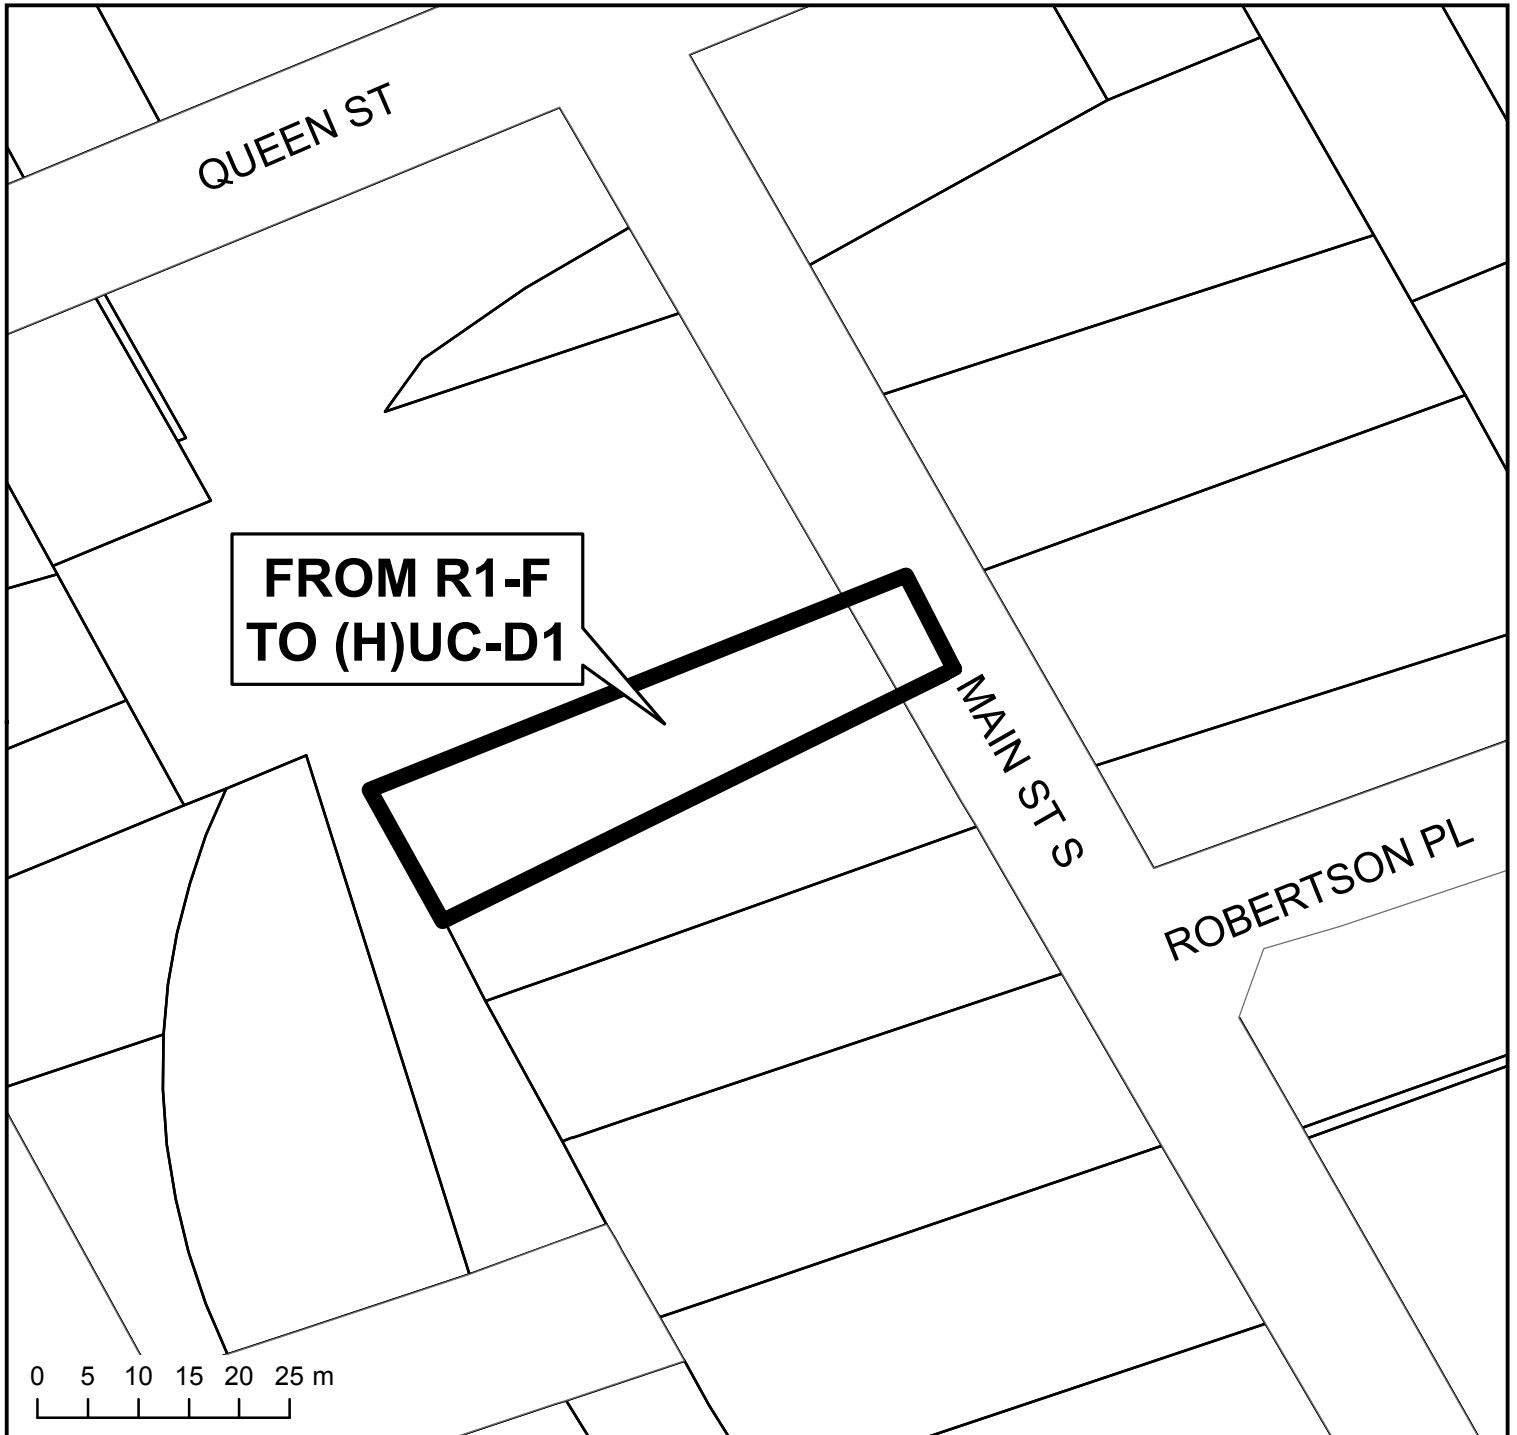 QUEEN ST
FROM R1-F
TO (H)UC-D1
MAIN ST S
ROBERTSON PL
0 5 10 15 20 25 m